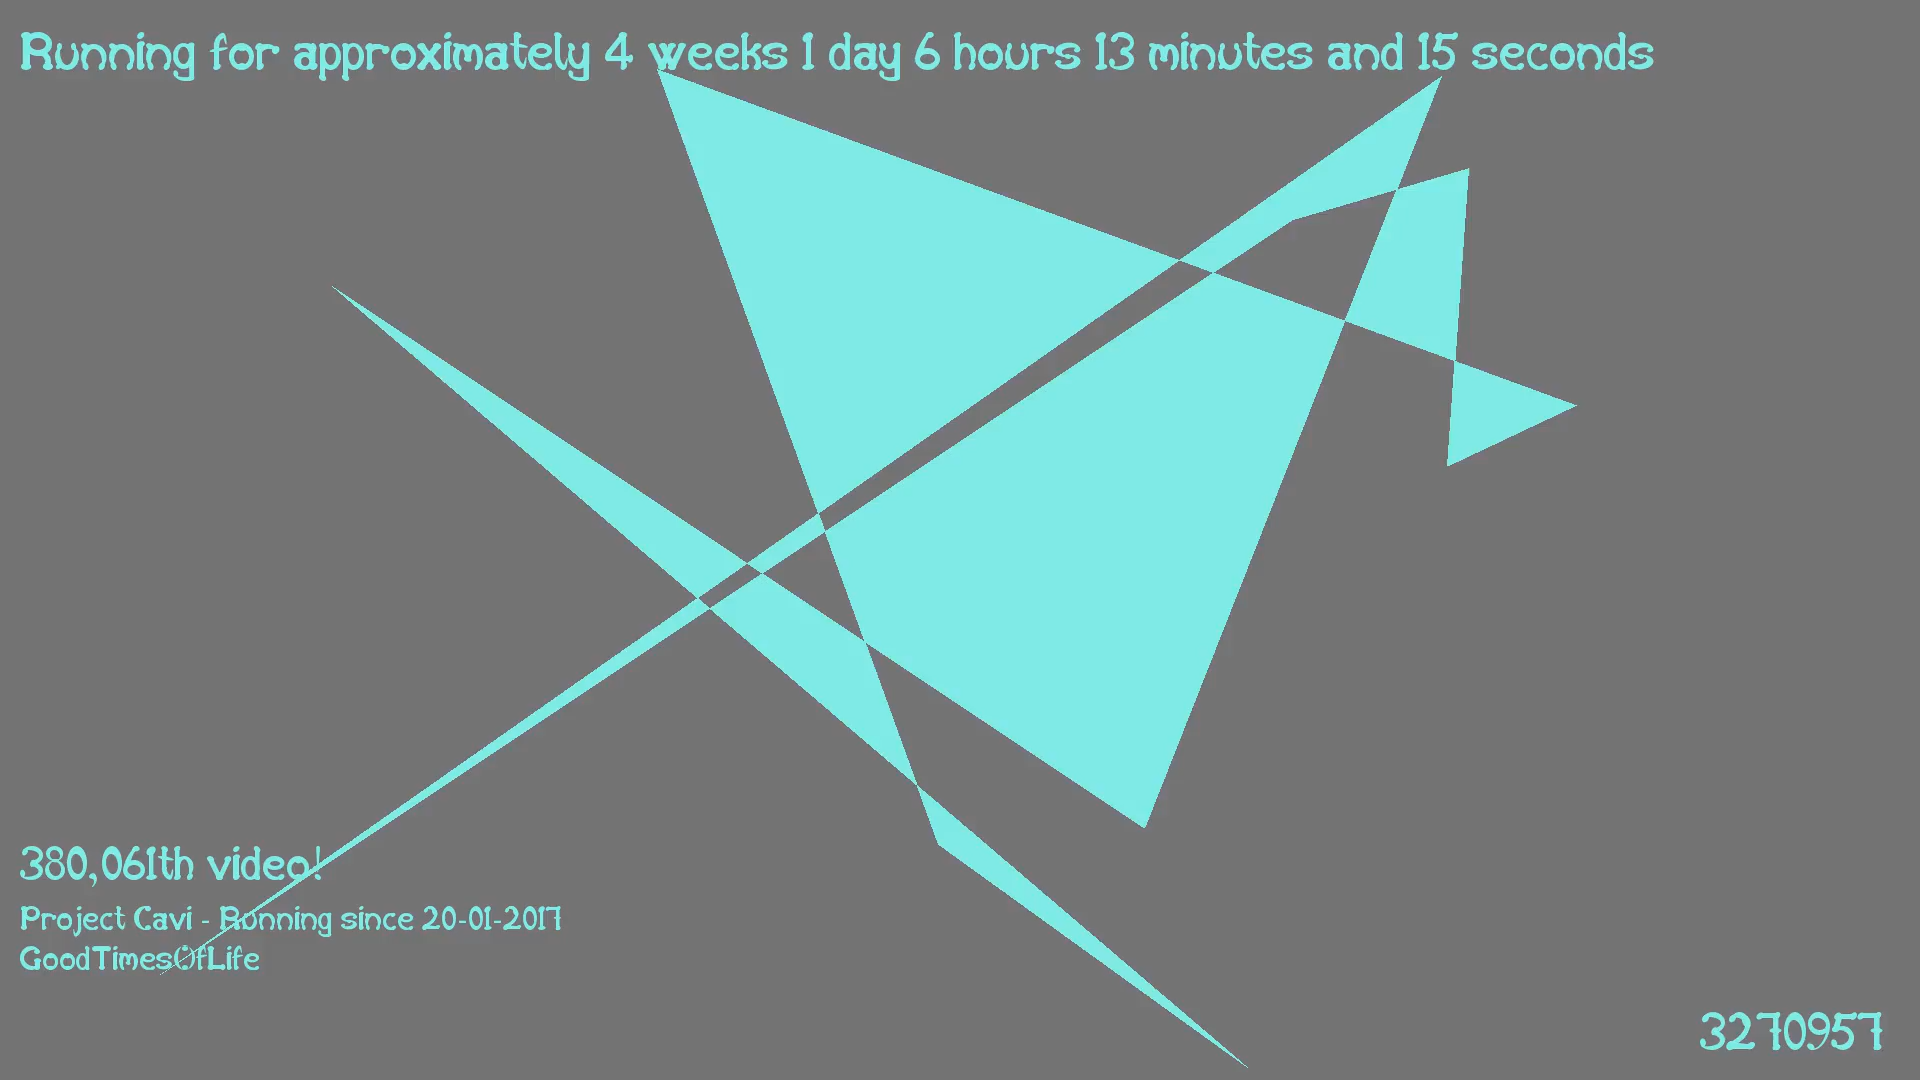 Running for approximately 4 weeks 1 day 6 hours 13 minutes and 15 seconds
380,061th video!
Project Cavi - Running since 20-01-2017
GoodTimesOfLife
3270957